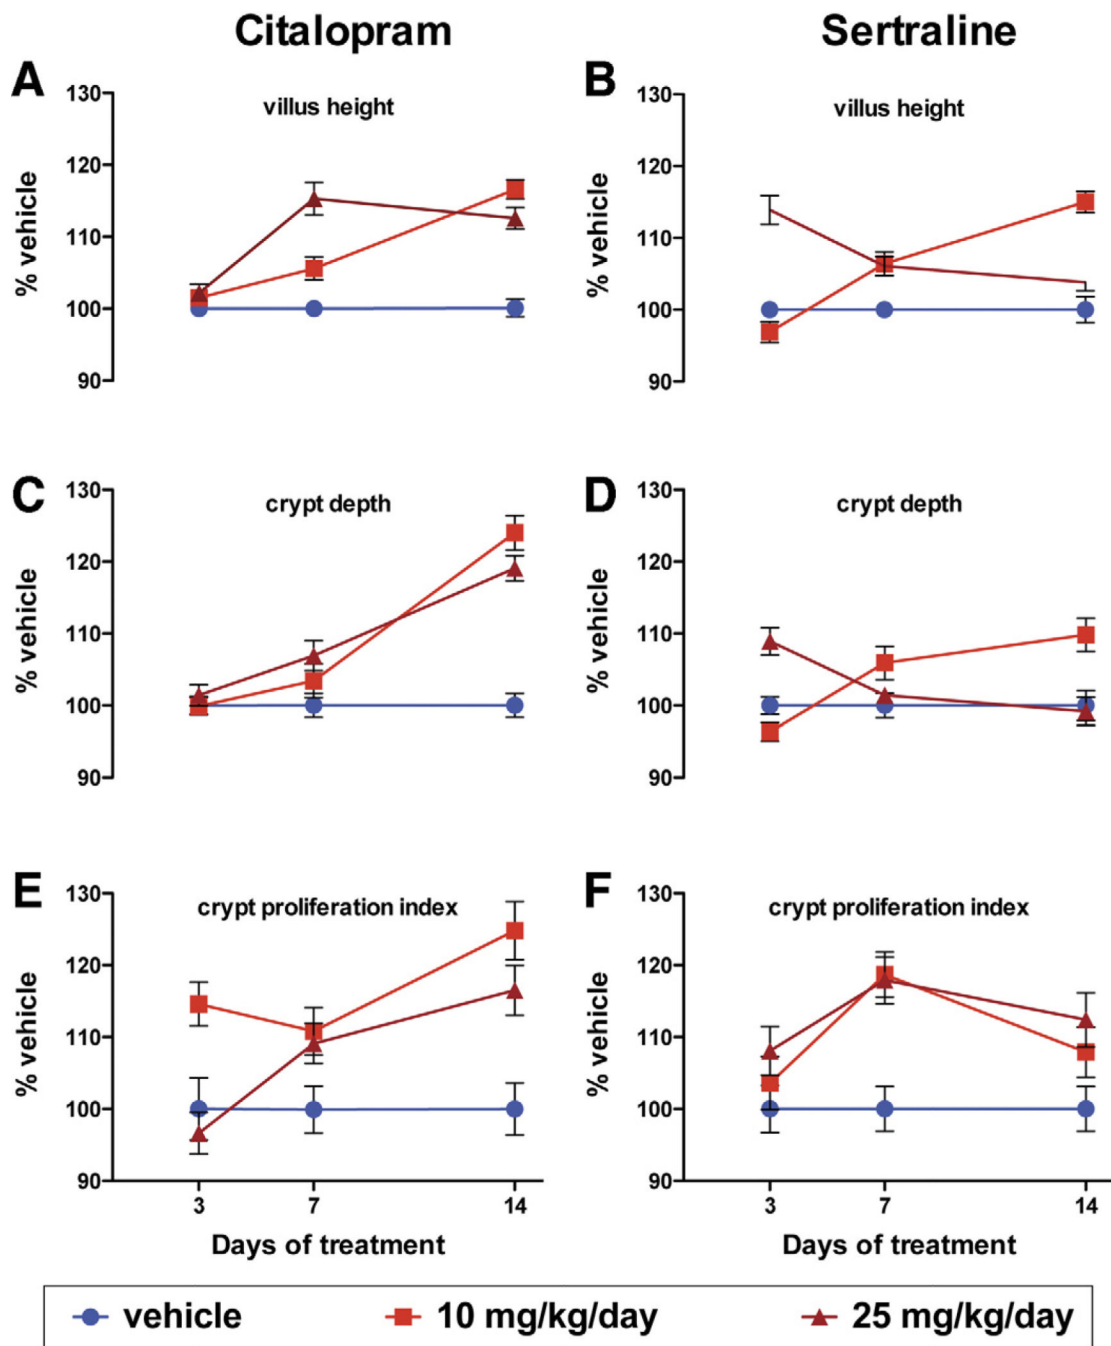 Citalopram Sertraline
A B
villus height villus height
130 130
120 120
110 110
100 100
90 90
% vehicle % vehicle
C D
crypt depth crypt depth
130 130
120 120
110 110
100 100
90 90
% vehicle % vehicle
E F
crypt proliferation index crypt proliferation index
130 130
120 120
110 110
100 100
90 90
% vehicle % vehicle
3 7 14 3 7 14
Days of treatment Days of treatment
vehicle 10 mg/kg/day 25 mg/kg/day